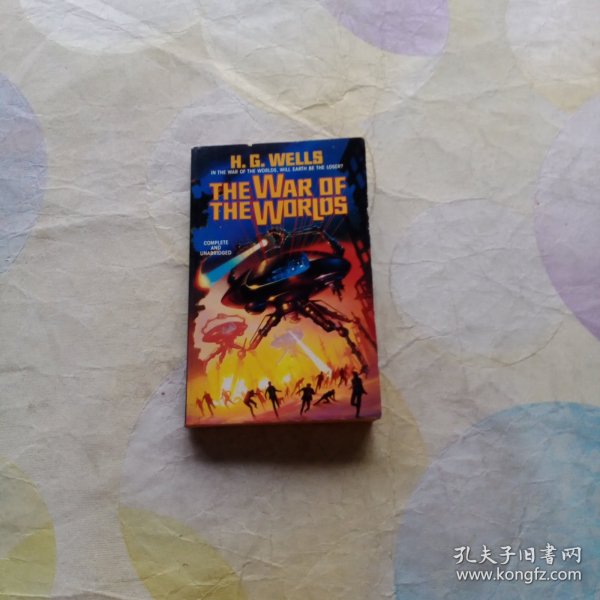 H. G. WELLS
IN THE WAR OF THE WORLDS, WILL EARTH BE THE LOSER?
THE WAR OF
THE WORLDS
COMPLETE
AND
UNABRIDGED
孔夫子旧書网
www.kongfz.com